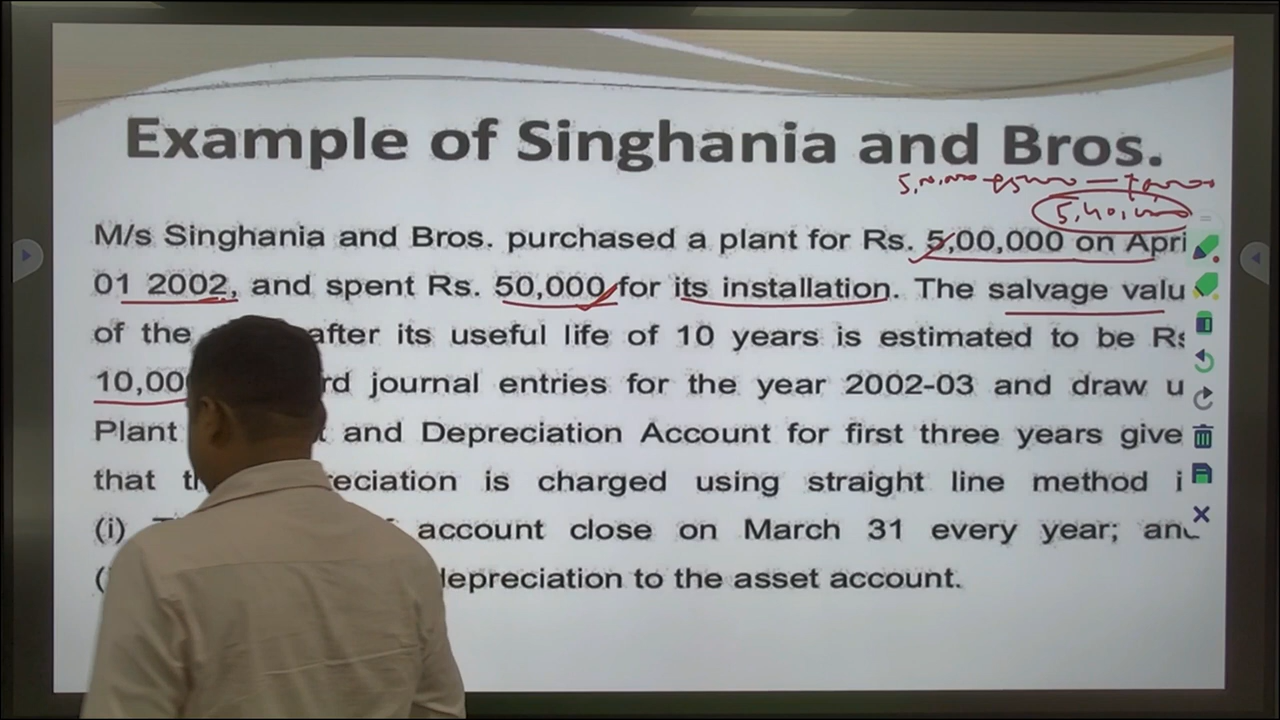 Example of Singhania and Bros.
5,40,000
M/s Singhania and Bros. purchased a plant for Rs. 5,00,000 on Apri
01 2002, and spent Rs. 50,000 for its installation. The salvage valu
of the after its useful life of 10 years is estimated to be Rs
10,00 rd journal entries for the year 2002-03 and draw u
Plant and Depreciation Account for first three years give
that reciation is charged using straight line method i
(i) account close on March 31 every year; and
depreciation to the asset account.